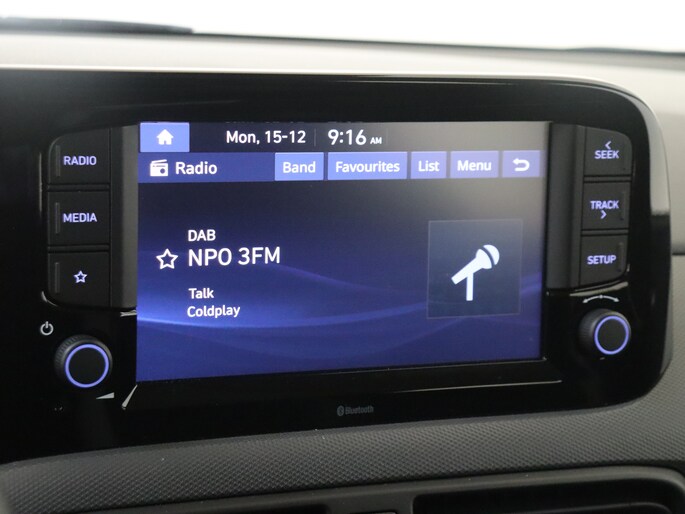 Mon, 15-12 9:16 AM
Radio Band Favourites List Menu
DAB
NPO 3FM
Talk
Coldplay
RADIO
MEDIA
SEEK
TRACK
SETUP
Bluetooth